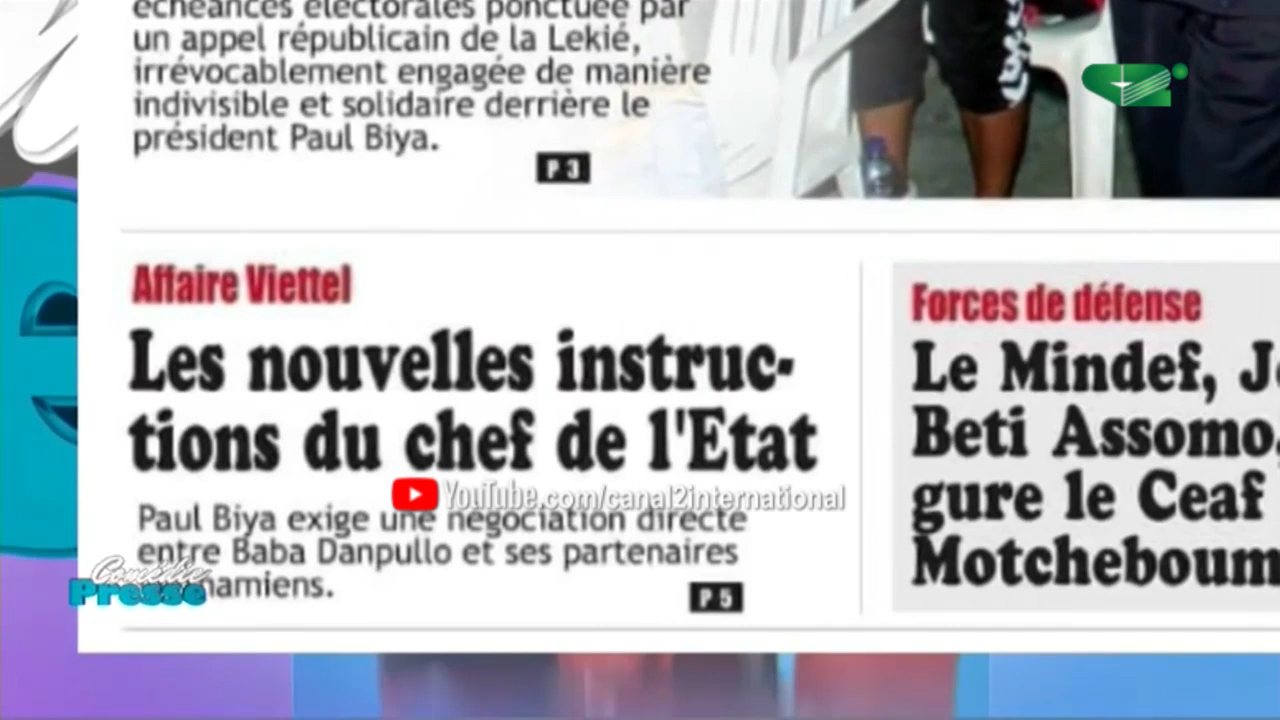 échéances électorales ponctuée par
un appel républicain de la Lekié,
irrévocablement engagée de manière
indivisible et solidaire derrière le
président Paul Biya.
P 3
Affaire Viettel
Les nouvelles instruc-
tions du chef de l'Etat
YouTube.com/canal2international
Paul Biya exige une négociation directe
entre Baba Danpullo et ses partenaires
namiens.
P 5
Comédie
Presse
Forces de défense
Le Mindef, J
Beti Assomo,
gure le Ceaf
Motcheboum